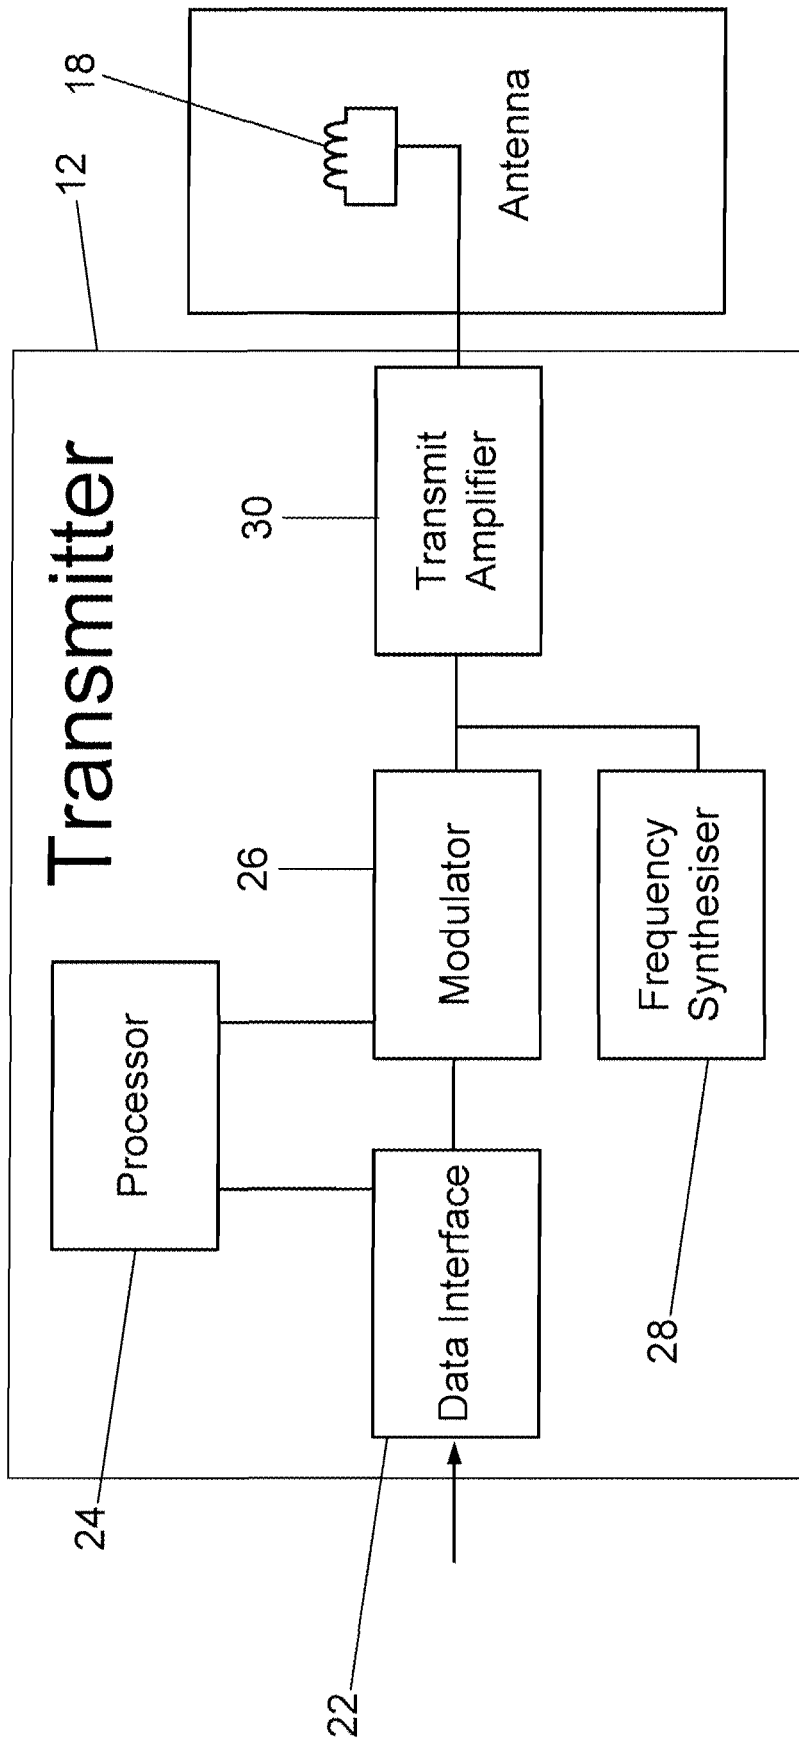 Transmitter
12
18
24
Processor
26
30
22
Data Interface
Modulator
Transmit
Amplifier
Antenna
28
Frequency
Synthesiser